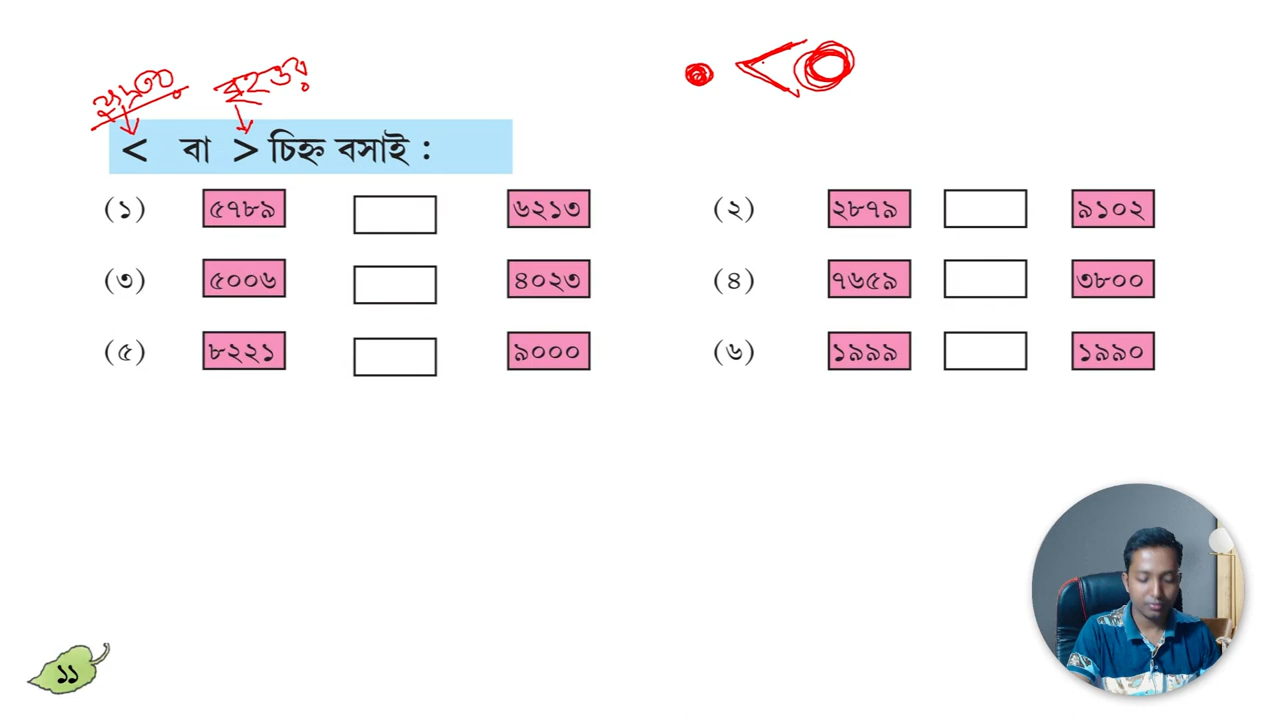 ক্ষুদ্রতর বৃহত্তর
<
< বা > চিহ্ন বসাই :
(১) ৫৭৮৯ ৬২১৩ (২) ২৮৭৯ ৯১০২
(৩) ৫০০৬ ৪০২৩ (৪) ৭৬৫৯ ৩৮০০
(৫) ৮২২১ ৯০০০ (৬) ১৯৯৯ ১৯৯০
১১